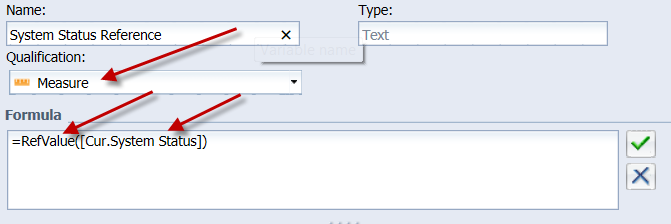 Name:
Type:
System Status Reference
Text
Variable name
Qualification:
Measure
Formula
=RefValue([Cur.System Status])